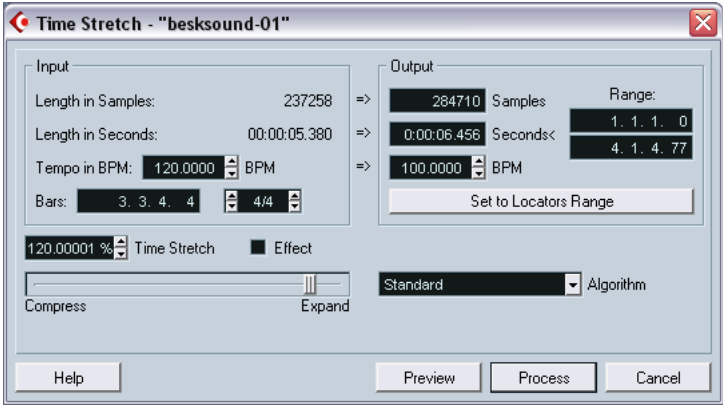 Time Stretch - "besksound-01"
Input
Length in Samples: 237258 =>
Length in Seconds: 00:00:05.380 =>
Tempo in BPM: 120.0000 BPM =>
Bars: 3. 3. 4. 4 4/4
Output
284710 Samples
0:00:06.456 Seconds<
100.0000 BPM
Range:
1. 1. 1. 0
4. 1. 4. 77
Set to Locators Range
120.00001 % Time Stretch Effect
Compress Expand
Standard Algorithm
Help Preview Process Cancel